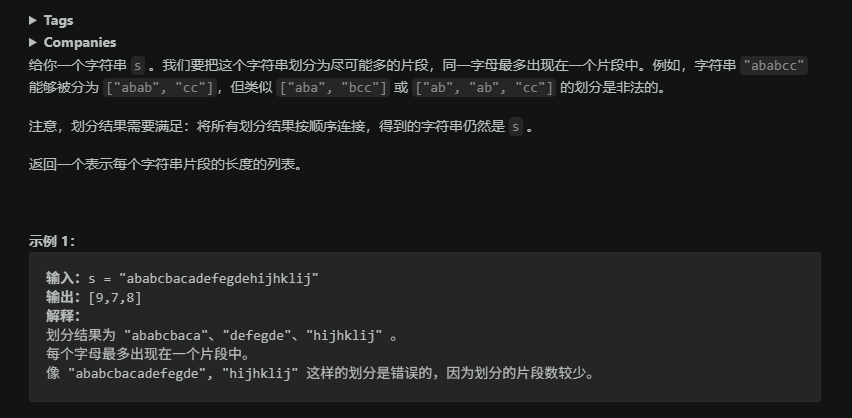 Tags
Companies
给你一个字符串 s 。我们要把这个字符串划分为尽可能多的片段，同一字母最多出现在一个片段中。例如，字符串 "ababcc"
能够被分为 ["abab", "cc"]，但类似 ["aba", "bcc"] 或 ["ab", "ab", "cc"] 的划分是非法的。
注意，划分结果需要满足：将所有划分结果按顺序连接，得到的字符串仍然是 s 。
返回一个表示每个字符串片段的长度的列表。
示例 1：
输入：s = "ababcbacadefegdehijhklij"
输出：[9,7,8]
解释：
划分结果为 "ababcbaca"、"defegde"、"hijhklij" 。
每个字母最多出现在一个片段中。
像 "ababcbacadefegde", "hijhklij" 这样的划分是错误的，因为划分的片段数较少。